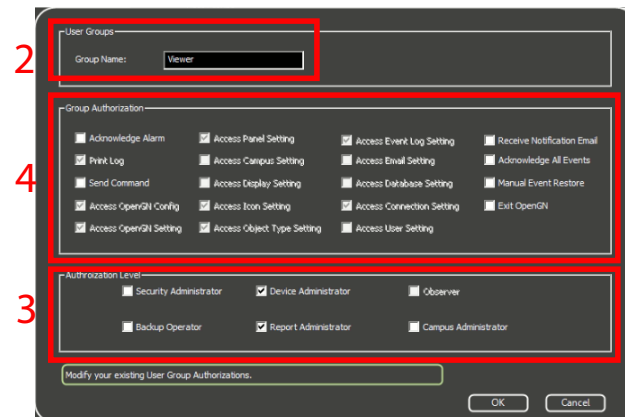 User Groups
2
Group Name: Viewer
Group Authorization
Acknowledge Alarm Access Panel Setting Access Event Log Setting Receive Notification Email
Print Log Access Campus Setting Access Email Setting Acknowledge All Events
4
Send Command Access Display Setting Access Database Setting Manual Event Restore
Access OpenGN Config Access Icon Setting Access Connection Setting Exit OpenGN
Access OpenGN Setting Access Object Type Setting Access User Setting
Authroization Level
Security Administrator Device Administrator Observer
3
Backup Operator Report Administrator Campus Administrator
Modify your existing User Group Authorizations.
OK Cancel